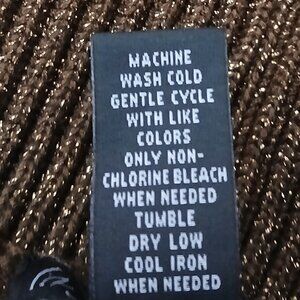 MACHINE
WASH COLD
GENTLE CYCLE
WITH LIKE
COLORS
ONLY NON-
CHLORINE BLEACH
WHEN NEEDED
TUMBLE
DRY LOW
COOL IRON
WHEN NEEDED